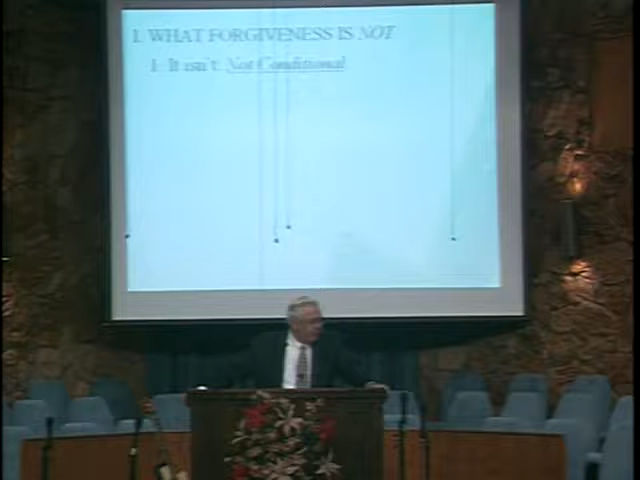 I. WHAT FORGIVENESS IS NOT
1. It isn't: Not Conditional